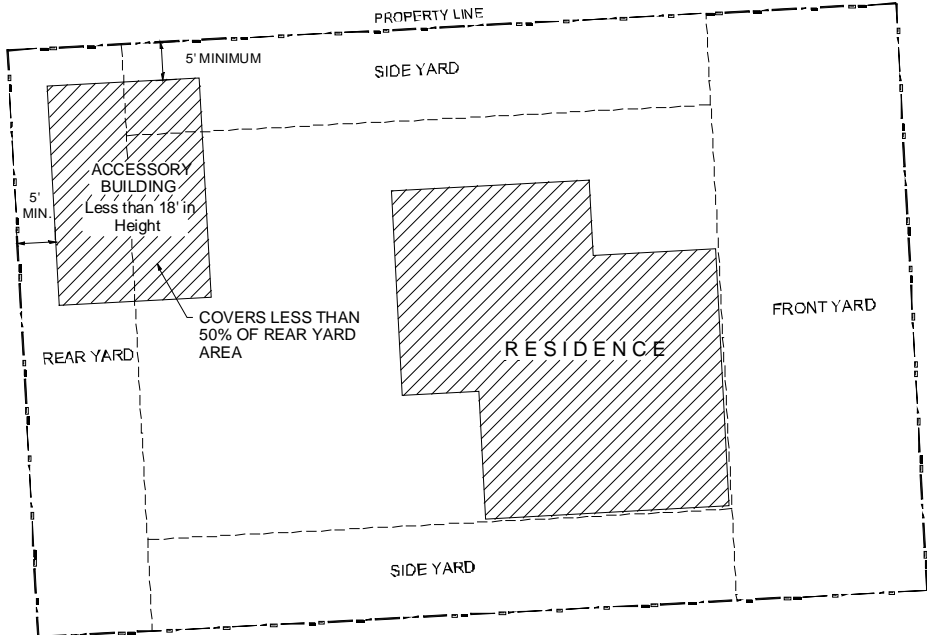 PROPERTY LINE
5' MINIMUM
SIDE YARD
ACCESSORY
BUILDING
Less than 18' in
Height
5'
MIN.
COVERS LESS THAN
50% OF REAR YARD
AREA
REAR YARD
RESIDENCE
FRONT YARD
SIDE YARD